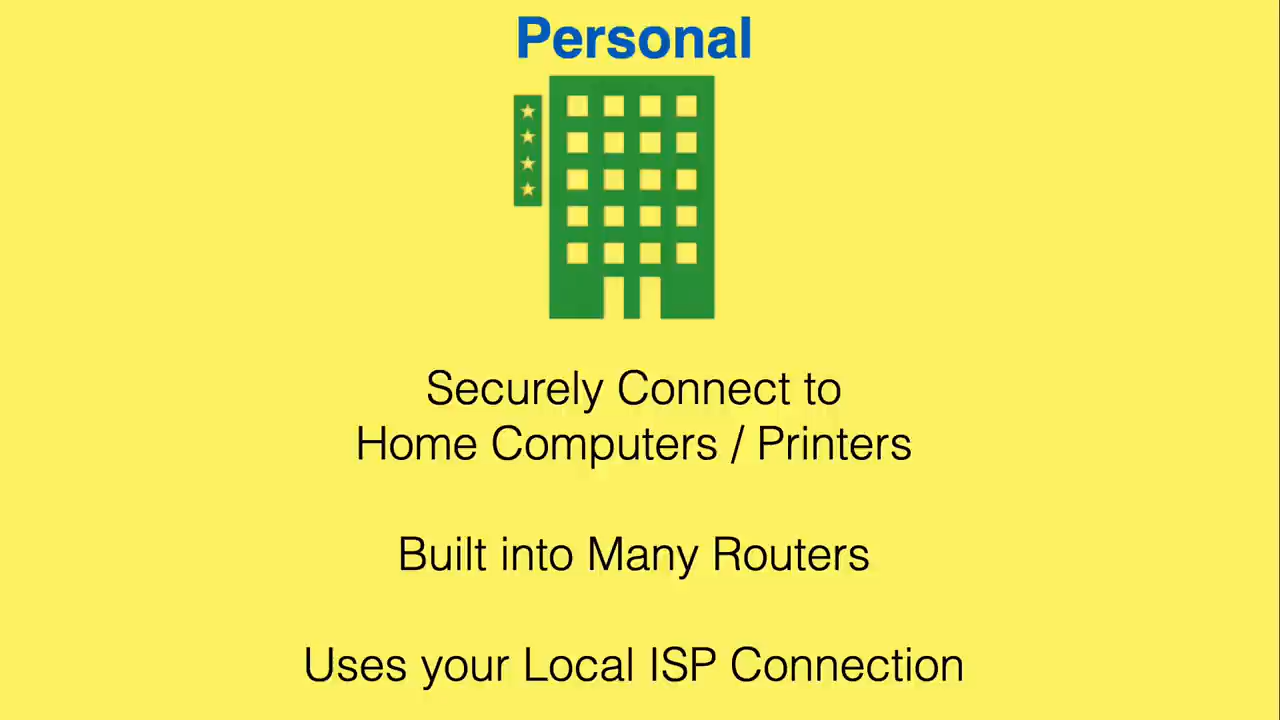 Personal
Securely Connect to
Home Computers / Printers
Built into Many Routers
Uses your Local ISP Connection